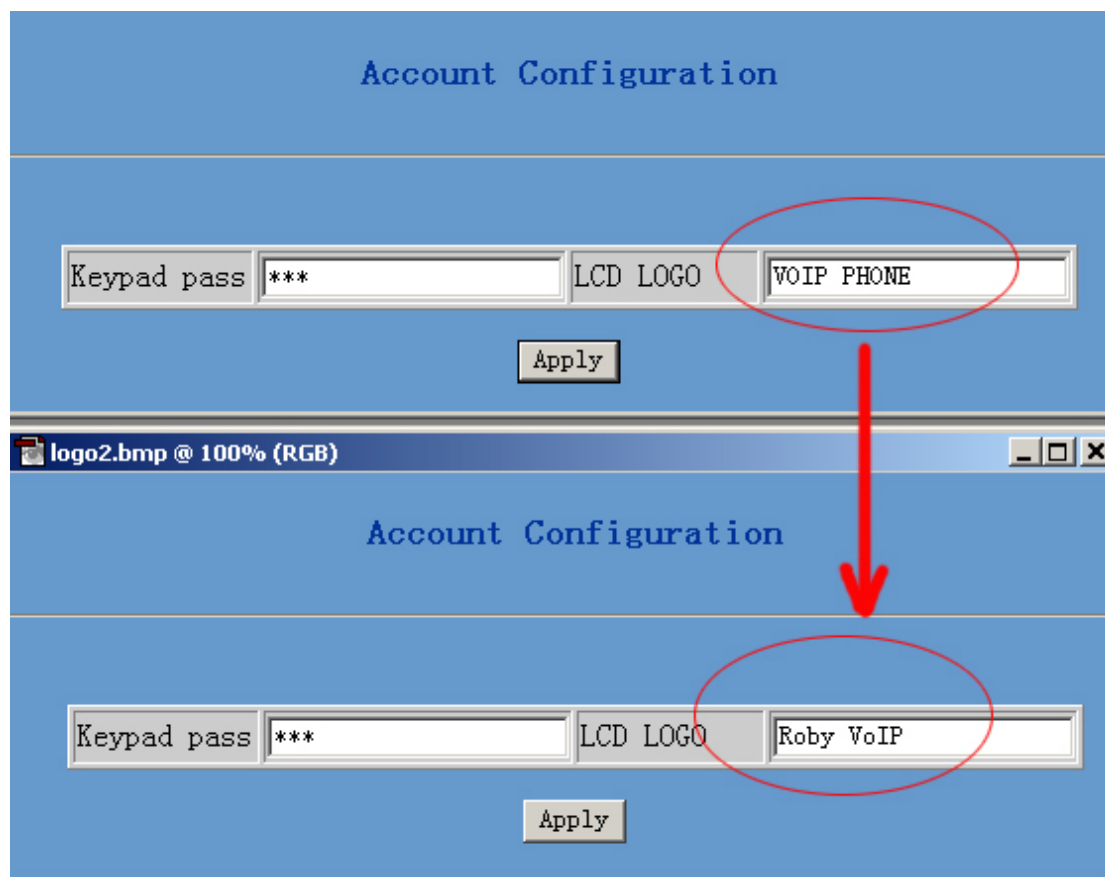 Account Configuration
Keypad pass *** LCD LOGO VOIP PHONE
Apply
logo2.bmp @ 100% (RGB)
Account Configuration
Keypad pass *** LCD LOGO Roby VoIP
Apply